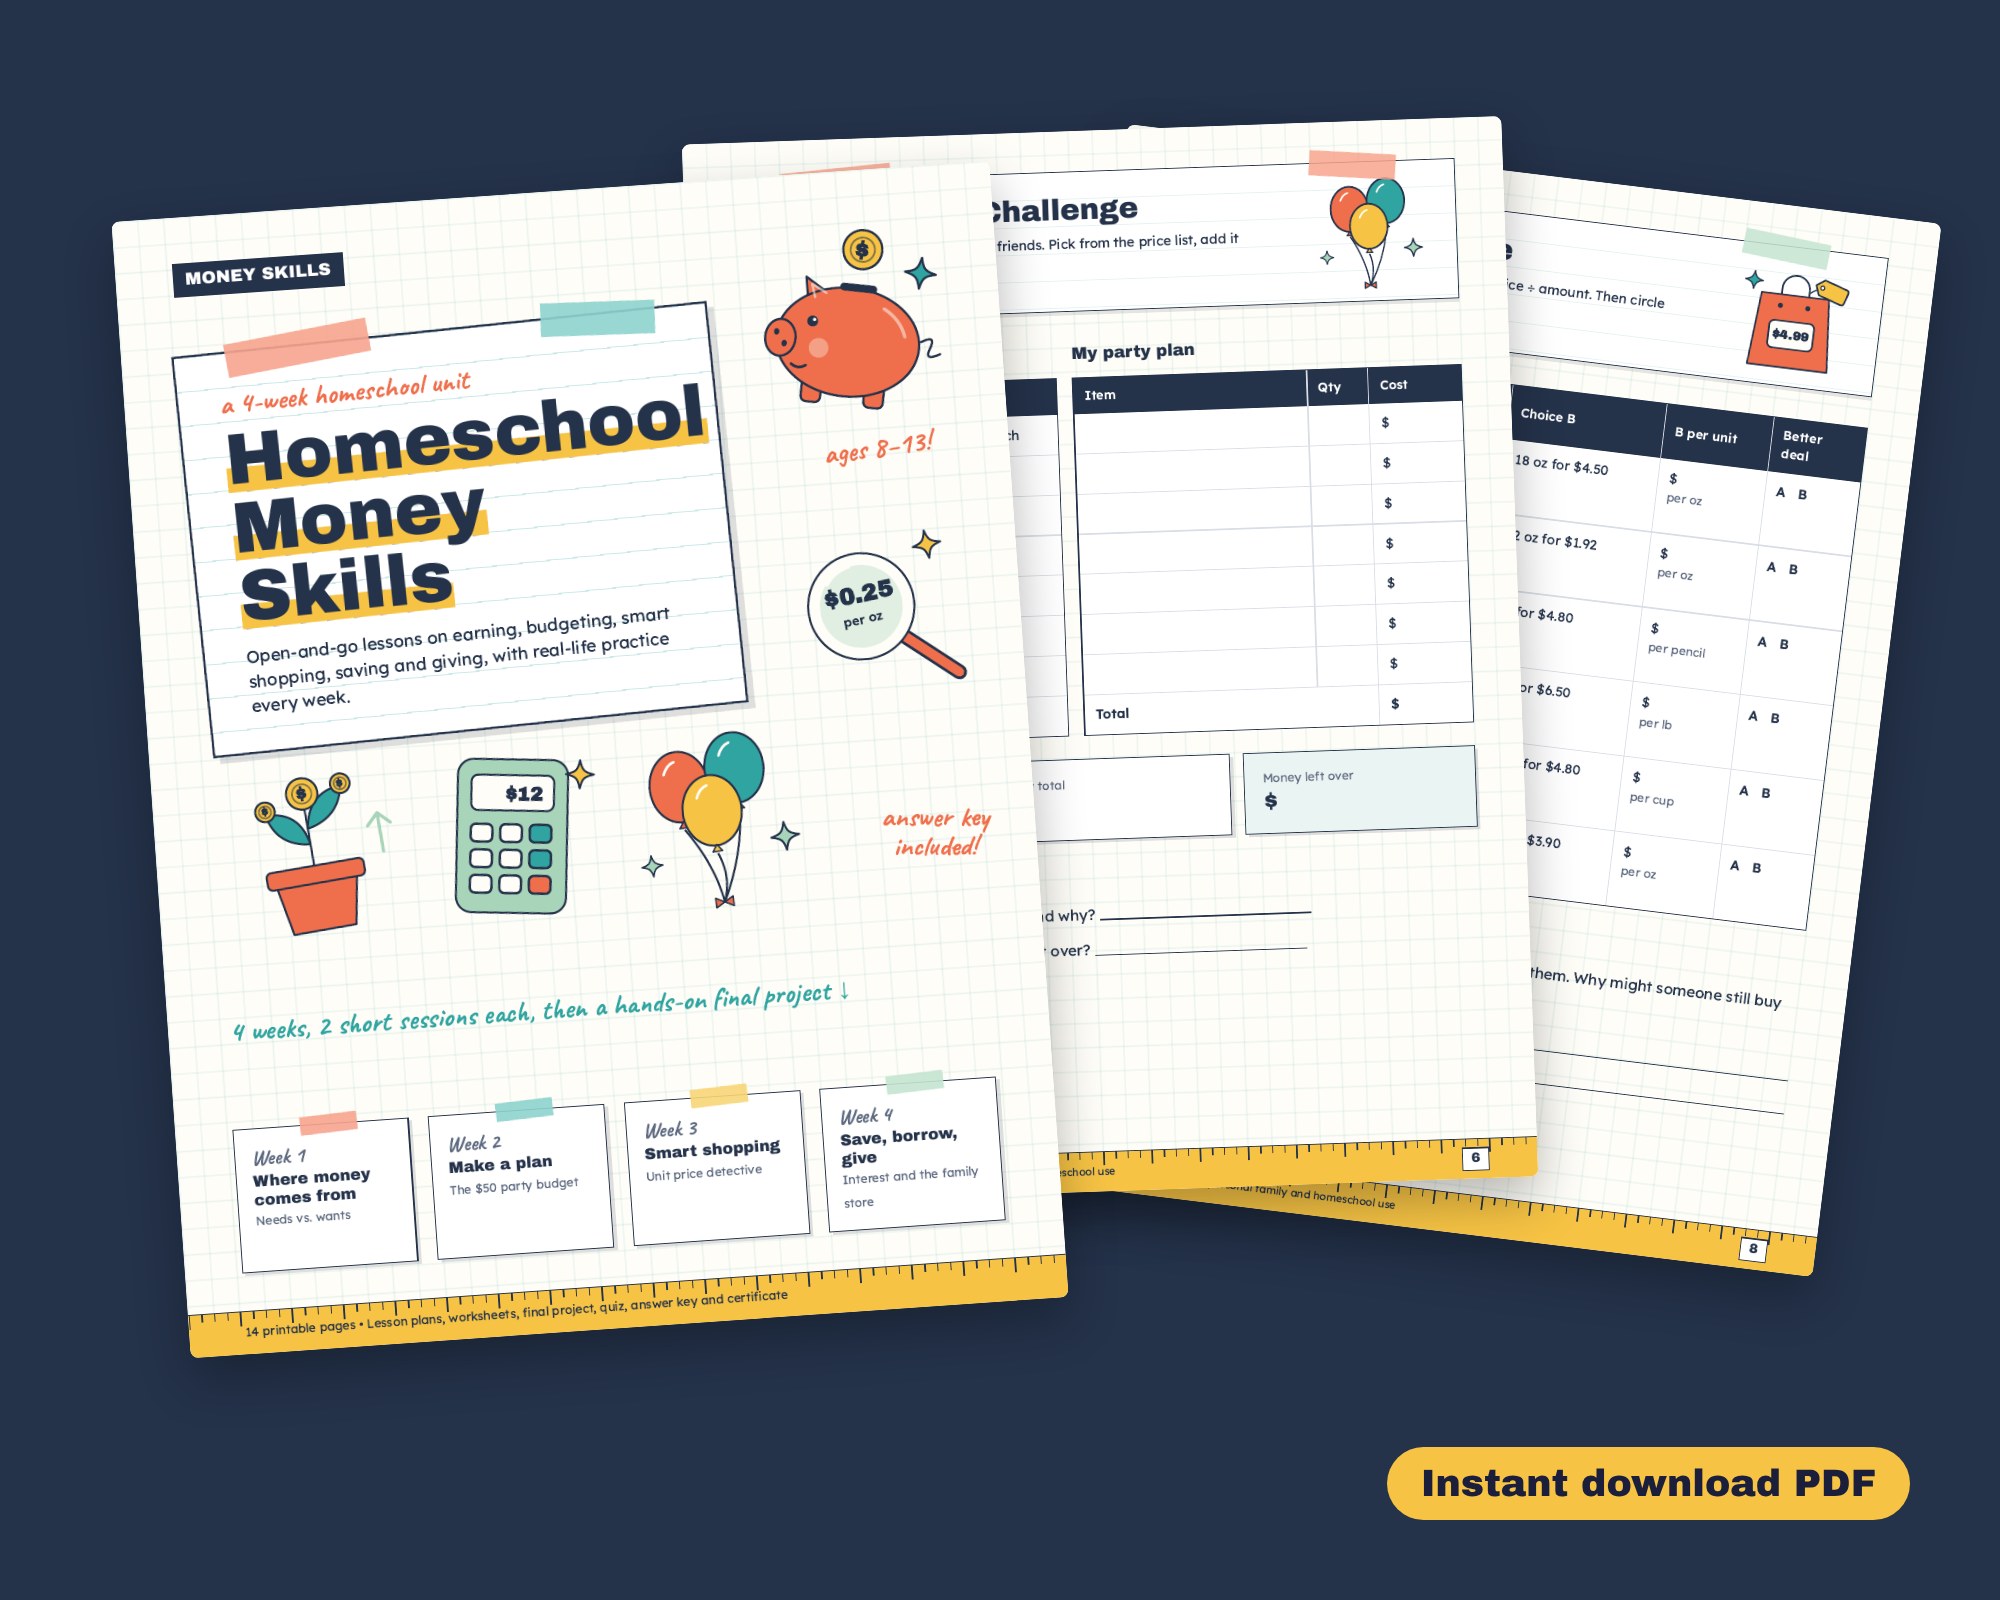 MONEY SKILLS
a 4-week homeschool unit
Homeschool
Money
Skills
Open-and-go lessons on earning, budgeting, smart
shopping, saving and giving, with real-life practice
every week.
$
ages 8–13!
$0.25
per oz
$
$
$
$12
answer key
included!
4 weeks, 2 short sessions each, then a hands-on final project ↓
Week 1
Where money
comes from
Needs vs. wants
Week 2
Make a plan
The $50 party budget
Week 3
Smart shopping
Unit price detective
Week 4
Save, borrow,
give
Interest and the family
store
14 printable pages • Lesson plans, worksheets, final project, quiz, answer key and certificate
Challenge
friends. Pick from the price list, add it
My party plan
Item Qty Cost
$
$
$
$
$
$
$
Total $
total
Money left over
$
why?
over?
use
6
÷ amount. Then circle
$4.99
Choice B B per unit Better
deal
18 oz for $4.50 $
per oz A B
oz for $1.92 $
per oz A B
for $4.80 $
per pencil A B
$6.50 $
per lb A B
for $4.80 $
per cup A B
$3.90 $
per oz A B
them. Why might someone still buy
family and homeschool use
8
Instant download PDF